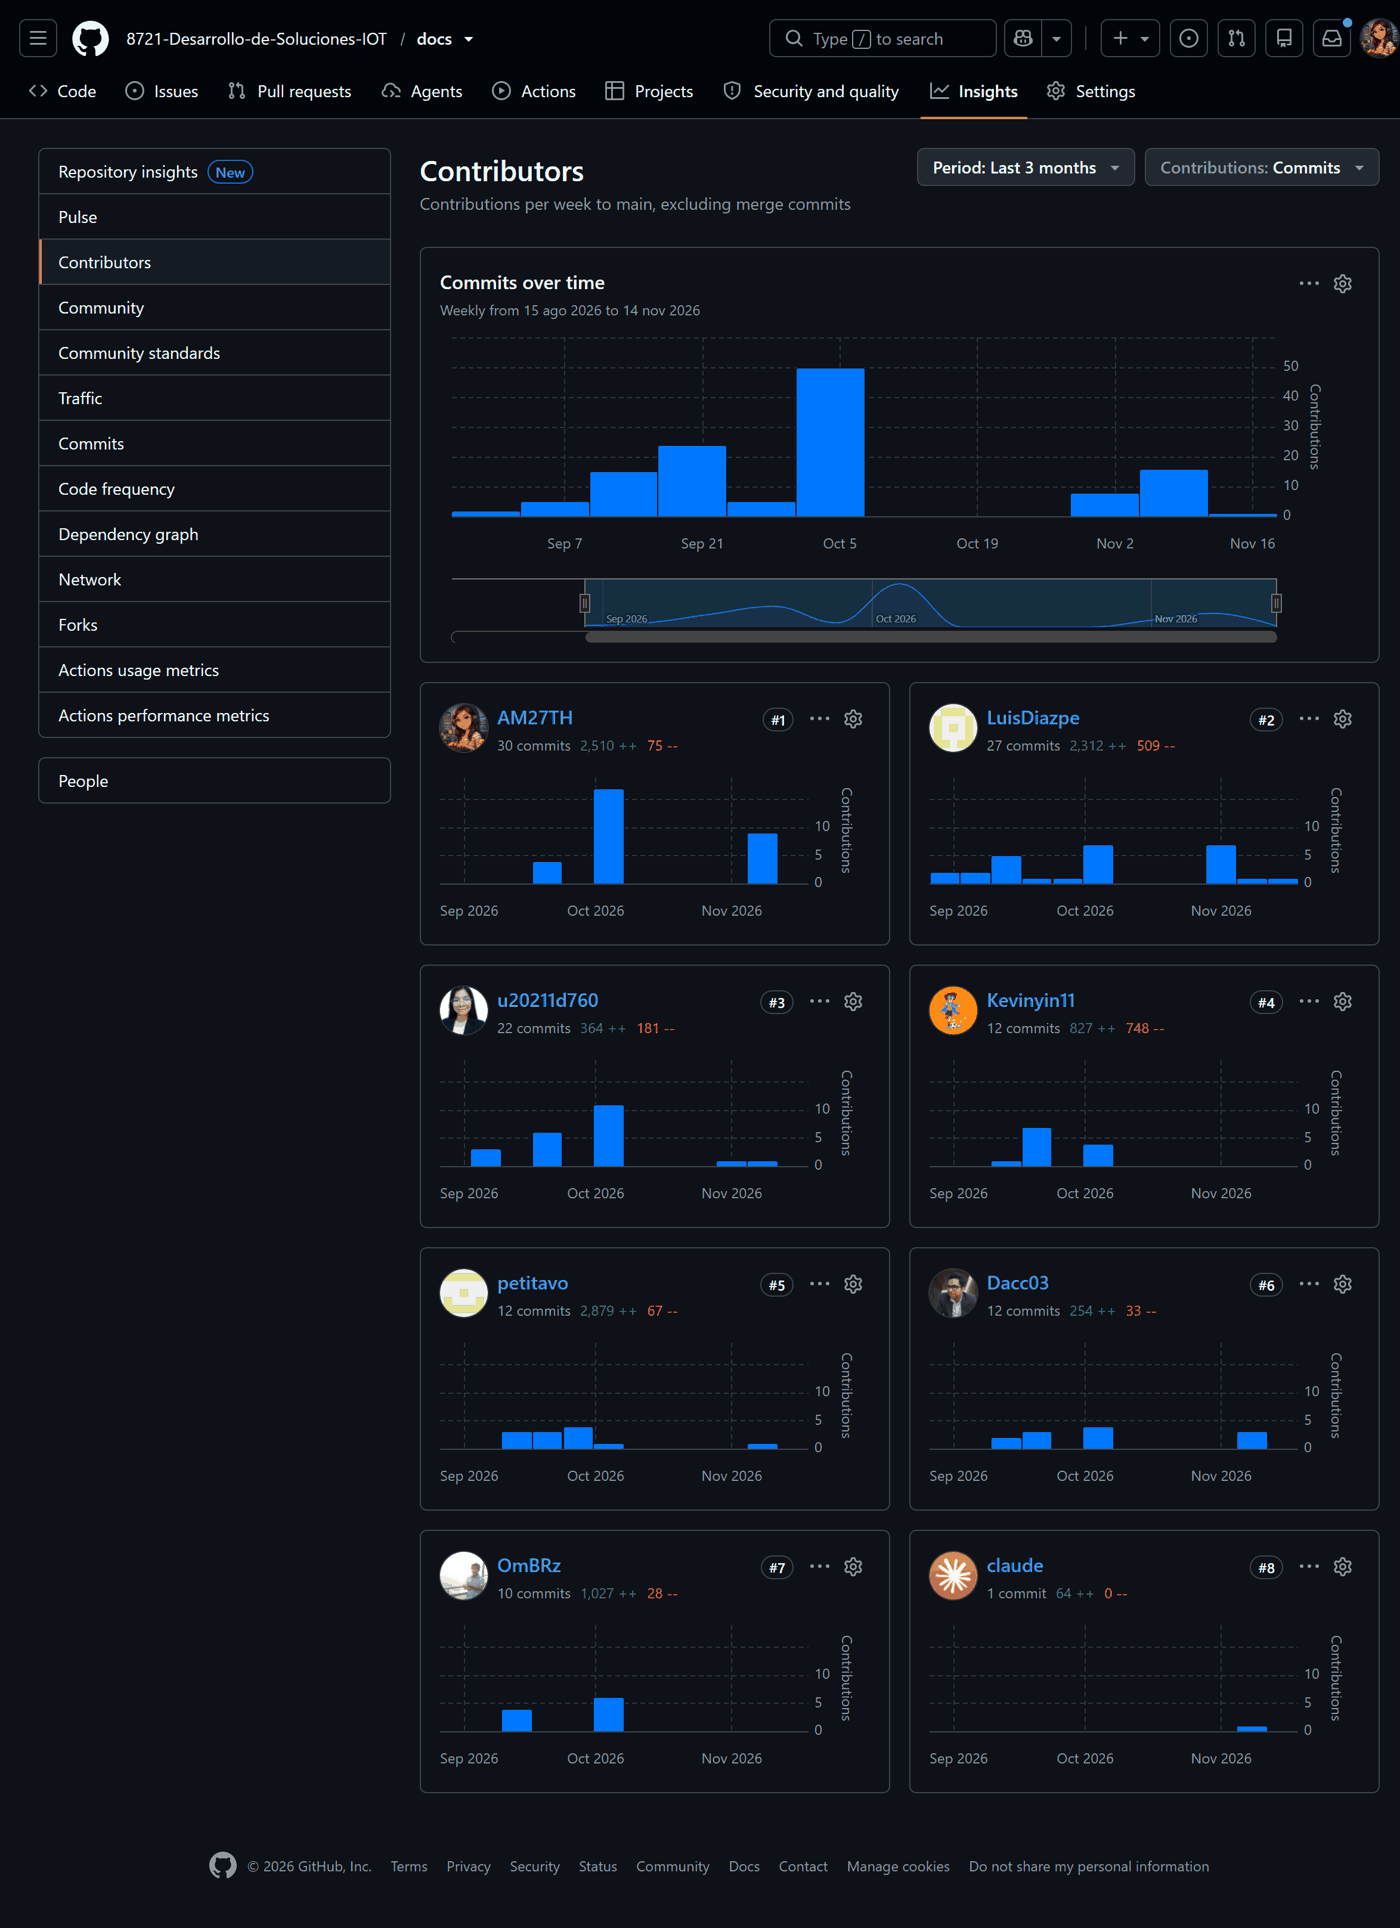 8721-Desarrollo-de-Soluciones-IOT / docs
Type / to search
Code Issues Pull requests Agents Actions Projects Security and quality Insights Settings
Repository insights New
Pulse
Contributors
Community
Community standards
Traffic
Commits
Code frequency
Dependency graph
Network
Forks
Actions usage metrics
Actions performance metrics
People
Contributors
Contributions per week to main, excluding merge commits
Period: Last 3 months
Contributions: Commits
Commits over time
Weekly from 15 ago 2026 to 14 nov 2026
50
40
30
20
10
0
Contributions
Sep 7 Sep 21 Oct 5 Oct 19 Nov 2 Nov 16
Sep 2026 Oct 2026 Nov 2026
AM27TH #1
30 commits 2,510 ++ 75 --
10
5
0
Contributions
Sep 2026 Oct 2026 Nov 2026
LuisDiazpe #2
27 commits 2,312 ++ 509 --
10
5
0
Contributions
Sep 2026 Oct 2026 Nov 2026
u20211d760 #3
22 commits 364 ++ 181 --
10
5
0
Contributions
Sep 2026 Oct 2026 Nov 2026
Kevinyin11 #4
12 commits 827 ++ 748 --
10
5
0
Contributions
Sep 2026 Oct 2026 Nov 2026
petitavo #5
12 commits 2,879 ++ 67 --
10
5
0
Contributions
Sep 2026 Oct 2026 Nov 2026
Dacc03 #6
12 commits 254 ++ 33 --
10
5
0
Contributions
Sep 2026 Oct 2026 Nov 2026
OmBRz #7
10 commits 1,027 ++ 28 --
10
5
0
Contributions
Sep 2026 Oct 2026 Nov 2026
claude #8
1 commit 64 ++ 0 --
10
5
0
Contributions
Sep 2026 Oct 2026 Nov 2026
© 2026 GitHub, Inc. Terms Privacy Security Status Community Docs Contact Manage cookies Do not share my personal information